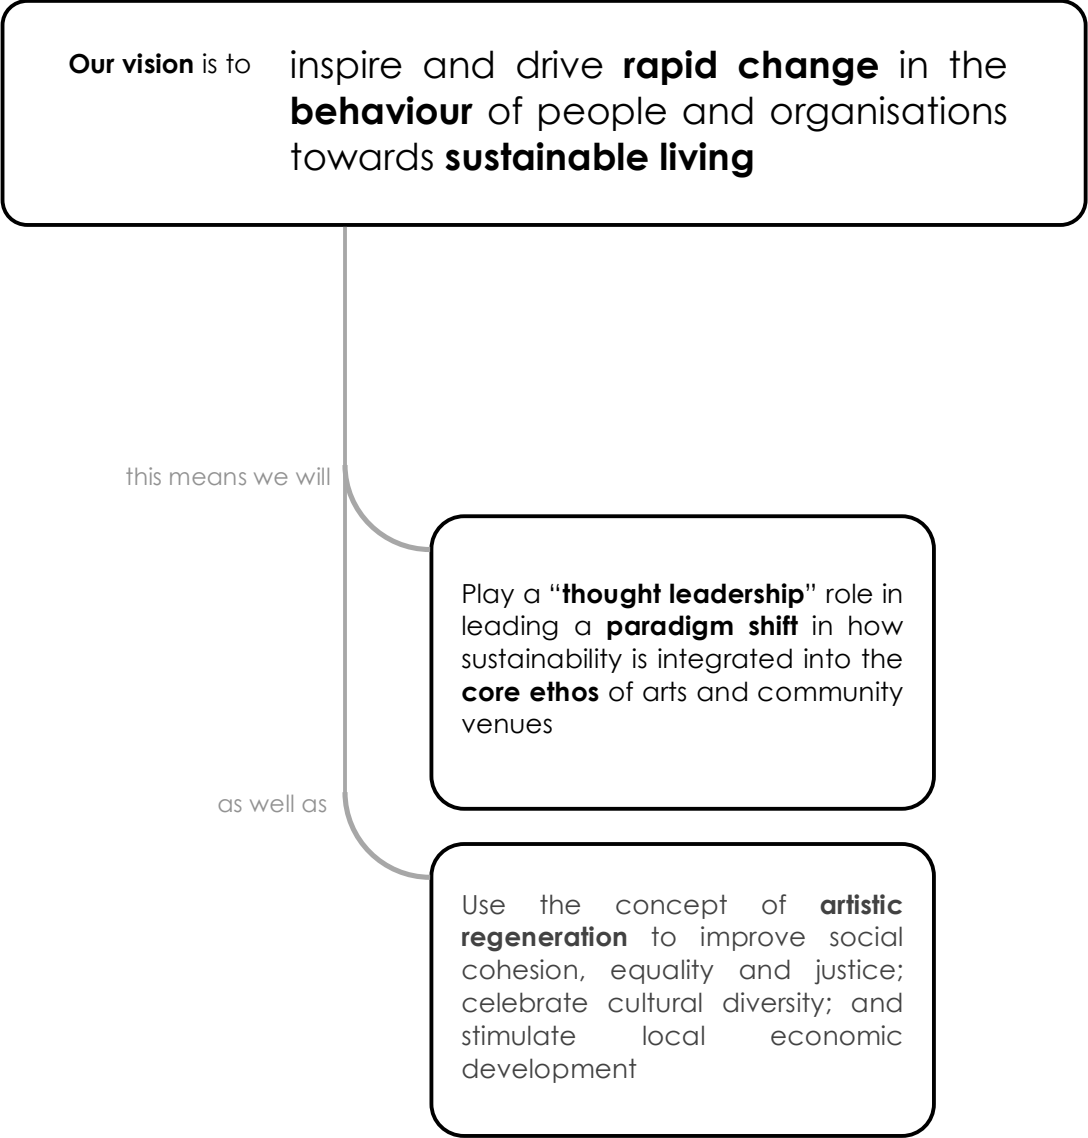 Our vision is to
inspire and drive rapid change in the
behaviour of people and organisations
towards sustainable living
this means we will
Play a “thought leadership” role in
leading a paradigm shift in how
sustainability is integrated into the
core ethos of arts and community
venues
as well as
Use the concept of artistic
regeneration to improve social
cohesion, equality and justice;
celebrate cultural diversity; and
stimulate local economic
development